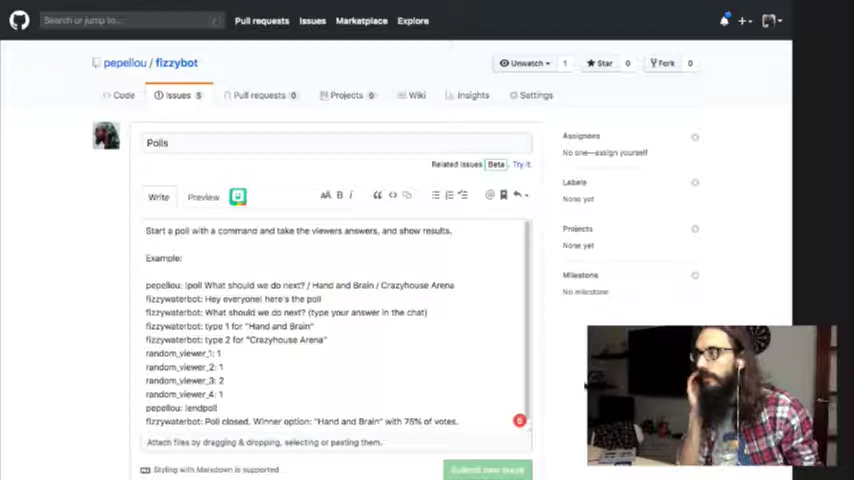 Search or jump to...
/
Pull requests
Issues
Marketplace
Explore
pepellou / fizzybot
Unwatch
1
Star
0
Fork
0
Code
Issues 5
Pull requests 0
Projects 0
Wiki
Insights
Settings
Polls
Related Issues Beta . Try it
Write
Preview
Start a poll with a command and take the viewers answers, and show results.
Example:
pepellou: !poll What should we do next? / Hand and Brain / Crazyhouse Arena
fizzywaterbot: Hey everyone! here's the poll
fizzywaterbot: What should we do next? (type your answer in the chat)
fizzywaterbot: type 1 for "Hand and Brain"
fizzywaterbot: type 2 for "Crazyhouse Arena"
random_viewer_1: 1
random_viewer_2: 1
random_viewer_3: 2
random_viewer_4: 1
pepellou: !endpoll
fizzywaterbot: Poll closed. Winner option: "Hand and Brain" with 75% of votes.
Attach files by dragging & dropping, selecting or pasting them.
Styling with Markdown is supported
Submit new issue
Assignees
No one—assign yourself
Labels
None yet
Projects
None yet
Milestone
No milestone